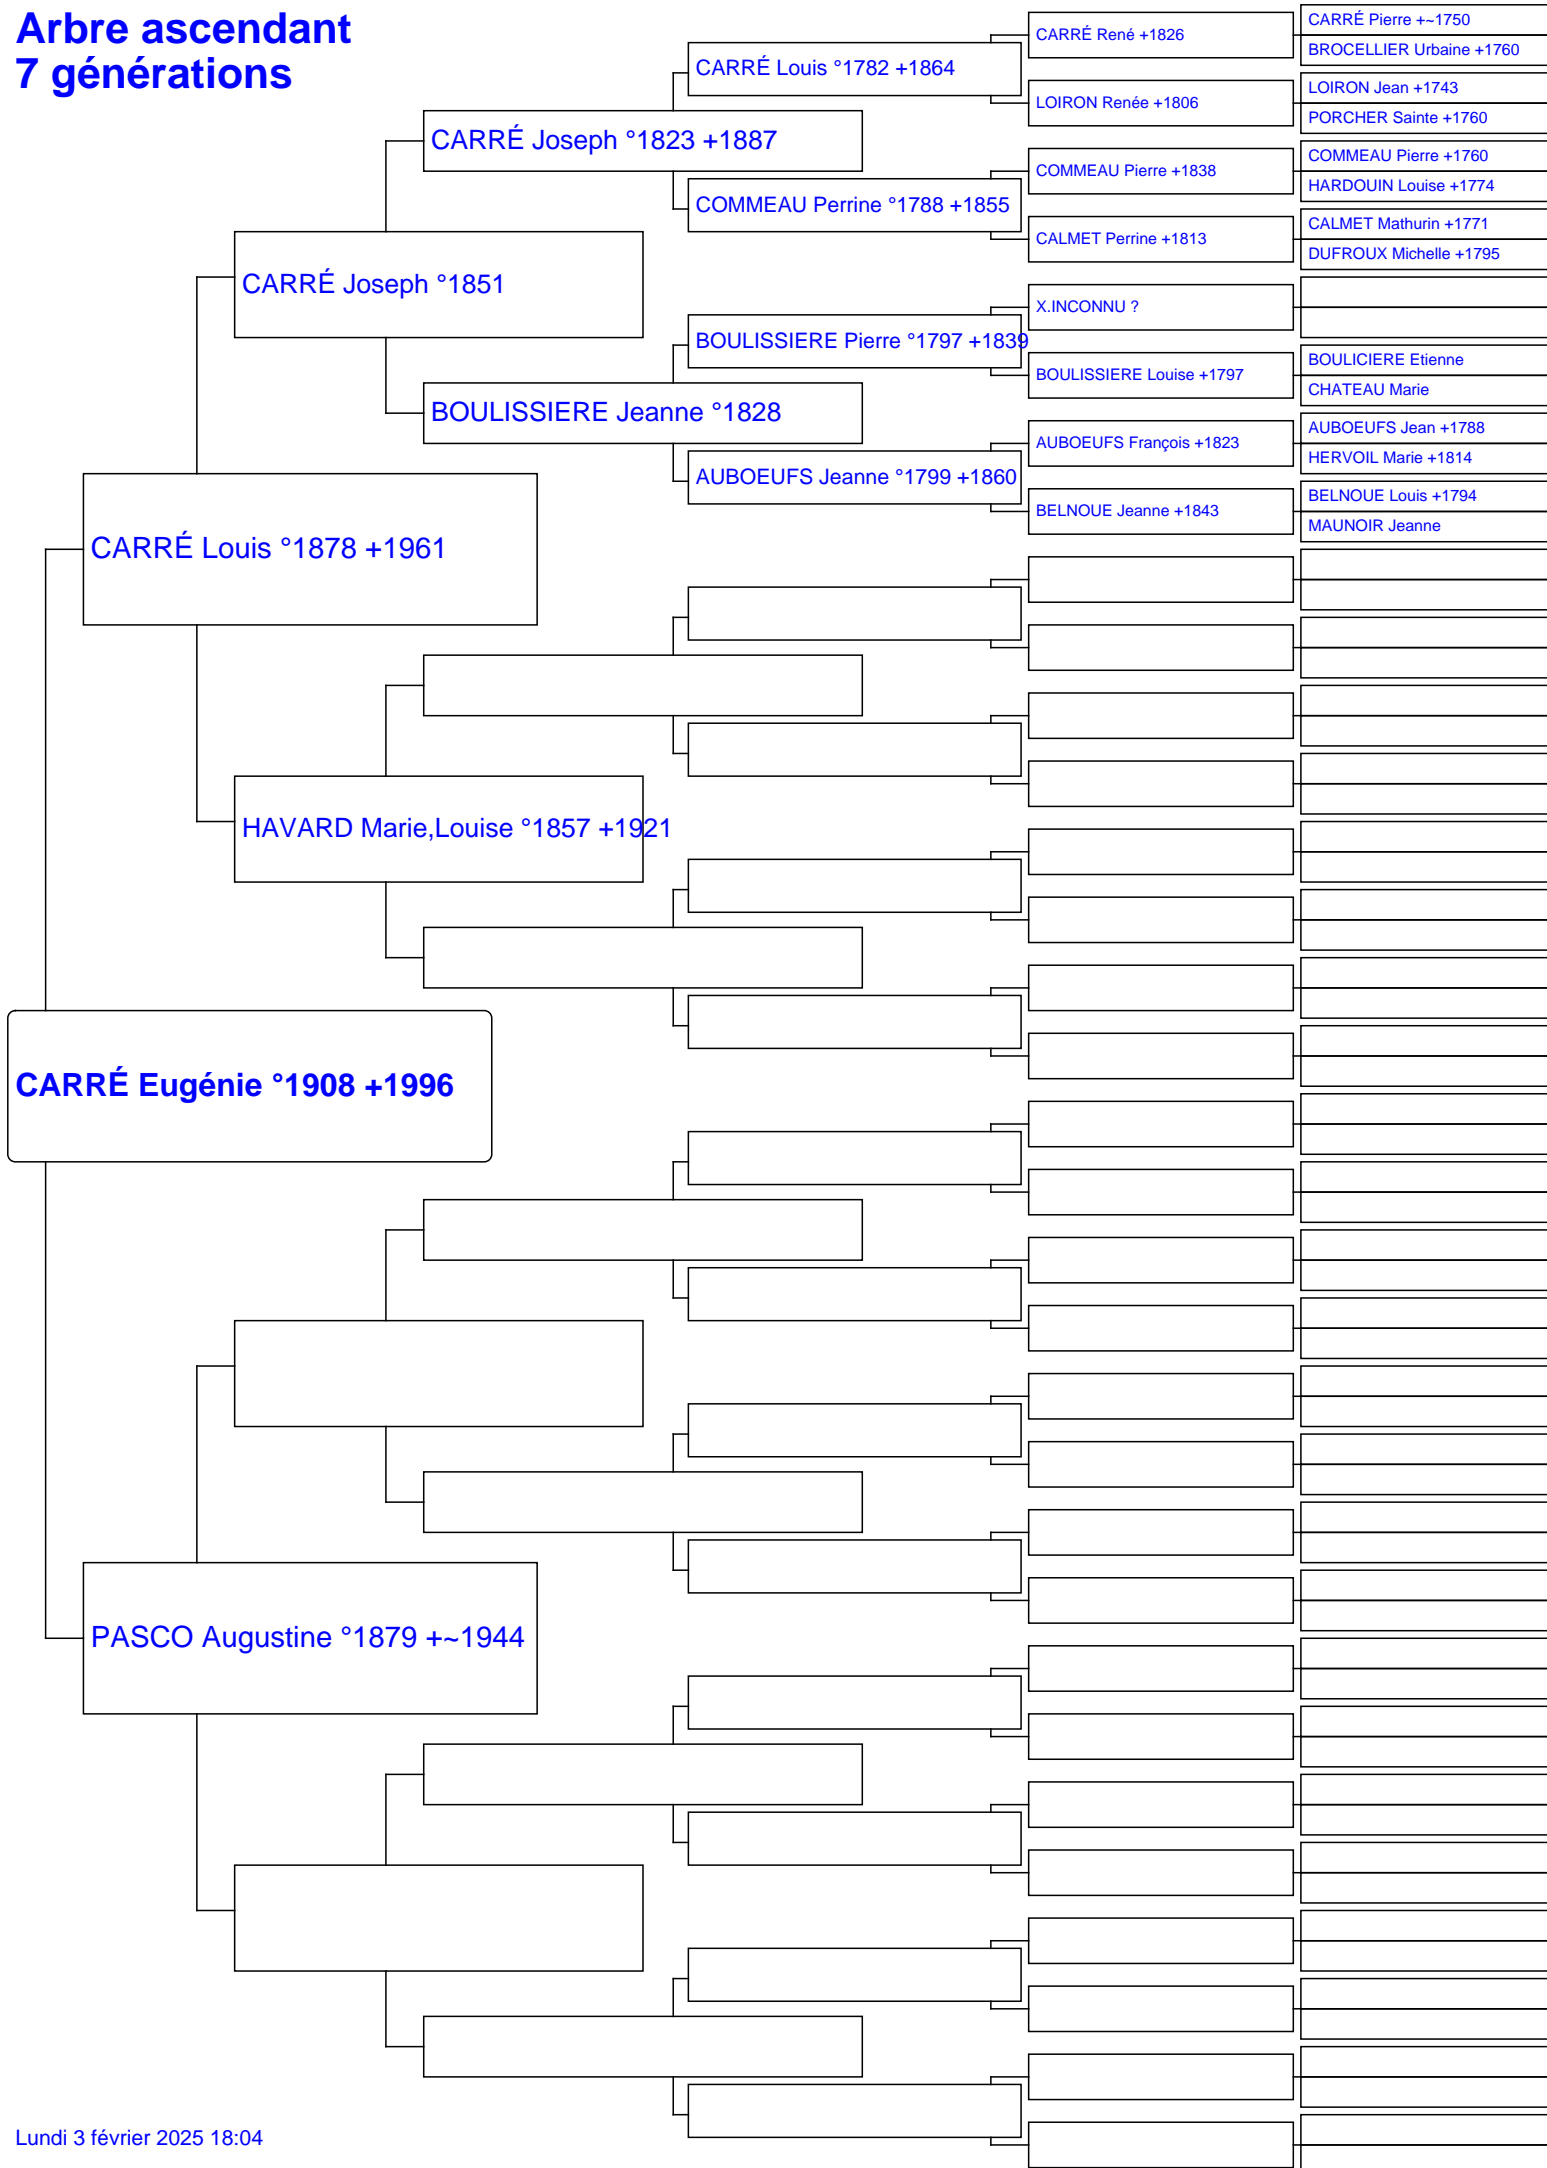 Arbre ascendant
7 générations
CARRÉ Pierre +~1750
CARRÉ René +1826
BROCELLIER Urbaine +1760
CARRÉ Louis °1782 +1864
LOIRON Jean +1743
LOIRON Renée +1806
PORCHER Sainte +1760
CARRÉ Joseph °1823 +1887
COMMEAU Pierre +1760
COMMEAU Pierre +1838
HARDOUIN Louise +1774
COMMEAU Perrine °1788 +1855
CALMET Mathurin +1771
CALMET Perrine +1813
DUFROUX Michelle +1795
CARRÉ Joseph °1851
X.INCONNU ?
BOULISSIERE Pierre °1797 +1839
BOULICIERE Etienne
BOULISSIERE Louise +1797
CHATEAU Marie
BOULISSIERE Jeanne °1828
AUBOEUFS Jean +1788
AUBOEUFS François +1823
HERVOIL Marie +1814
AUBOEUFS Jeanne °1799 +1860
BELNOUE Louis +1794
BELNOUE Jeanne +1843
MAUNOIR Jeanne
CARRÉ Louis °1878 +1961
HAVARD Marie,Louise °1857 +1921
CARRÉ Eugénie °1908 +1996
PASCO Augustine °1879 +~1944
Lundi 3 février 2025 18:04